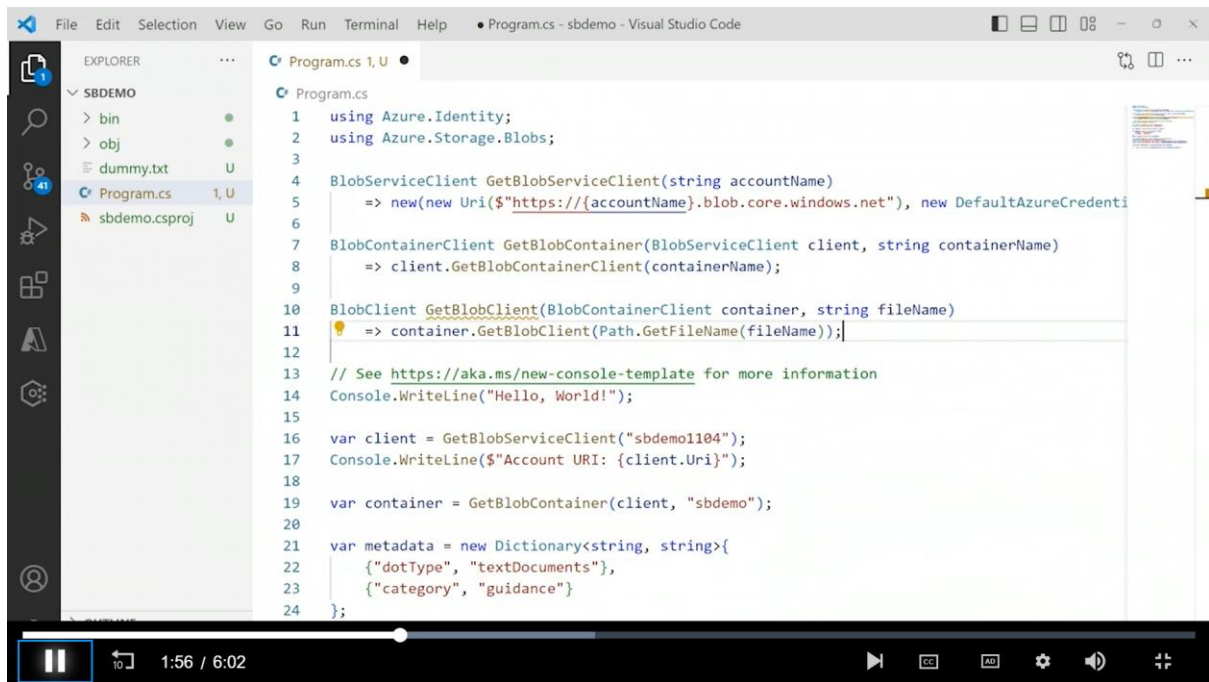 File Edit Selection View Go Run Terminal Help ● Program.cs - sbdemo - Visual Studio Code
EXPLORER ···
SBDEMO
bin
obj
dummy.txt U
Program.cs 1, U
sbdemo.csproj U
1
41
Program.cs 1, U ●
Program.cs
1 using Azure.Identity;
2 using Azure.Storage.Blobs;
3
4 BlobServiceClient GetBlobServiceClient(string accountName)
5 => new(new Uri($"https://{accountName}.blob.core.windows.net"), new DefaultAzureCredenti
6
7 BlobContainerClient GetBlobContainer(BlobServiceClient client, string containerName)
8 => client.GetBlobContainerClient(containerName);
9
10 BlobClient GetBlobClient(BlobContainerClient container, string fileName)
11 => container.GetBlobClient(Path.GetFileName(fileName));
12
13 // See https://aka.ms/new-console-template for more information
14 Console.WriteLine("Hello, World!");
15
16 var client = GetBlobServiceClient("sbdemo1104");
17 Console.WriteLine($"Account URI: {client.Uri}");
18
19 var container = GetBlobContainer(client, "sbdemo");
20
21 var metadata = new Dictionary<string, string>{
22 {"dotType", "textDocuments"},
23 {"category", "guidance"}
24 };
10 1:56 / 6:02 CC AD